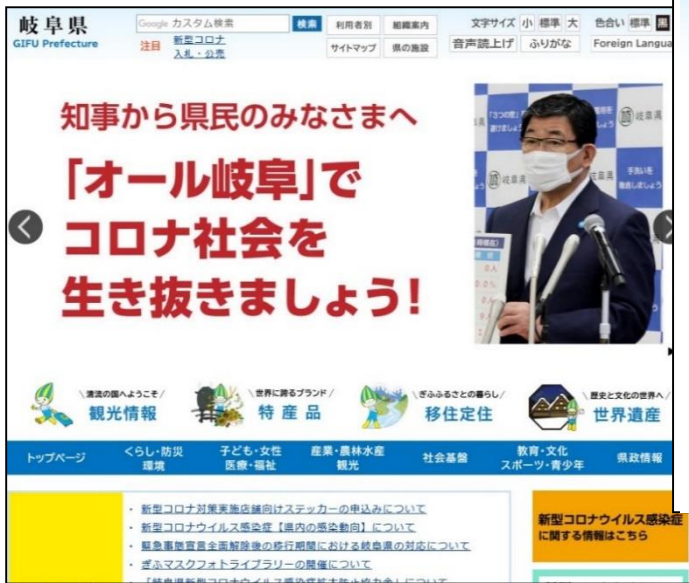 岐阜県
GIFU Prefecture
Google カスタム検索
検索
利用者別
組織案内
文字サイズ 小 標準 大
色合い 標準 黒
注目
新型コロナ
入札・公売
サイトマップ
県の施設
音声読上げ
ふりがな
Foreign Langua
知事から県民のみなさまへ
「オール岐阜」で
コロナ社会を
生き抜きましょう!
岐阜県
手洗いを
清流の国へようこそ
観光情報
世界に誇るブランド
特産品
ぎふふるさとの暮らし
移住定住
歴史と文化の世界へ
世界遺産
トップページ
くらし・防災
環境
子ども・女性
医療・福祉
産業・農林水産
観光
社会基盤
教育・文化
スポーツ・青少年
県政情報
・新型コロナ対策実施店舗向けステッカーの申込みについて
・新型コロナウイルス感染症【県内の感染動向】について
・緊急事態宣言全面解除後の移行期間における岐阜県の対応について
・ぎふマスクフォトライブラリーの開催について
新型コロナウイルス感染症
に関する情報はこちら